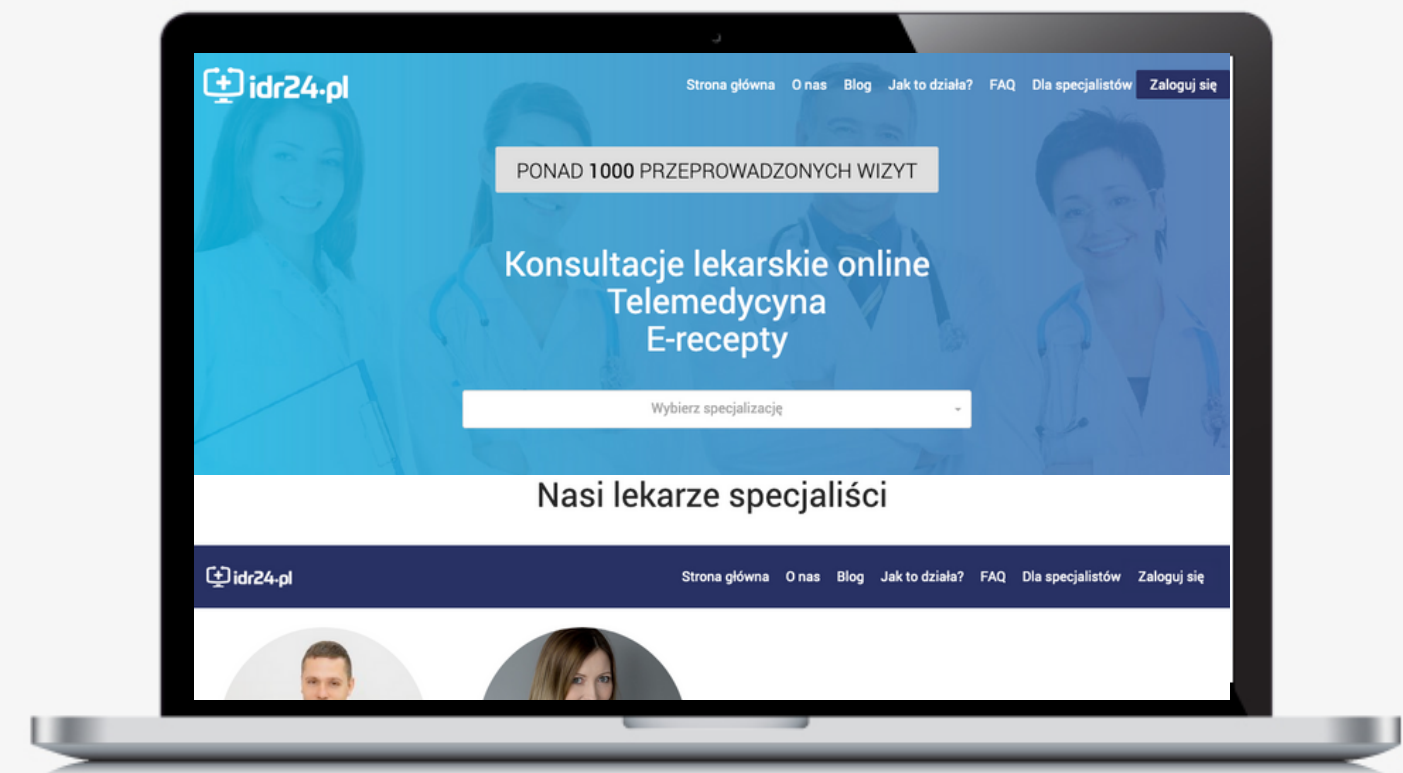 idr24.pl
Strona główna O nas Blog Jak to działa? FAQ Dla specjalistów Zaloguj się
PONAD 1000 PRZEPROWADZONYCH WIZYT
Konsultacje lekarskie online
Telemedycyna
E-recepty
Wybierz specjalizację
Nasi lekarze specjaliści
idr24.pl
Strona główna O nas Blog Jak to działa? FAQ Dla specjalistów Zaloguj się